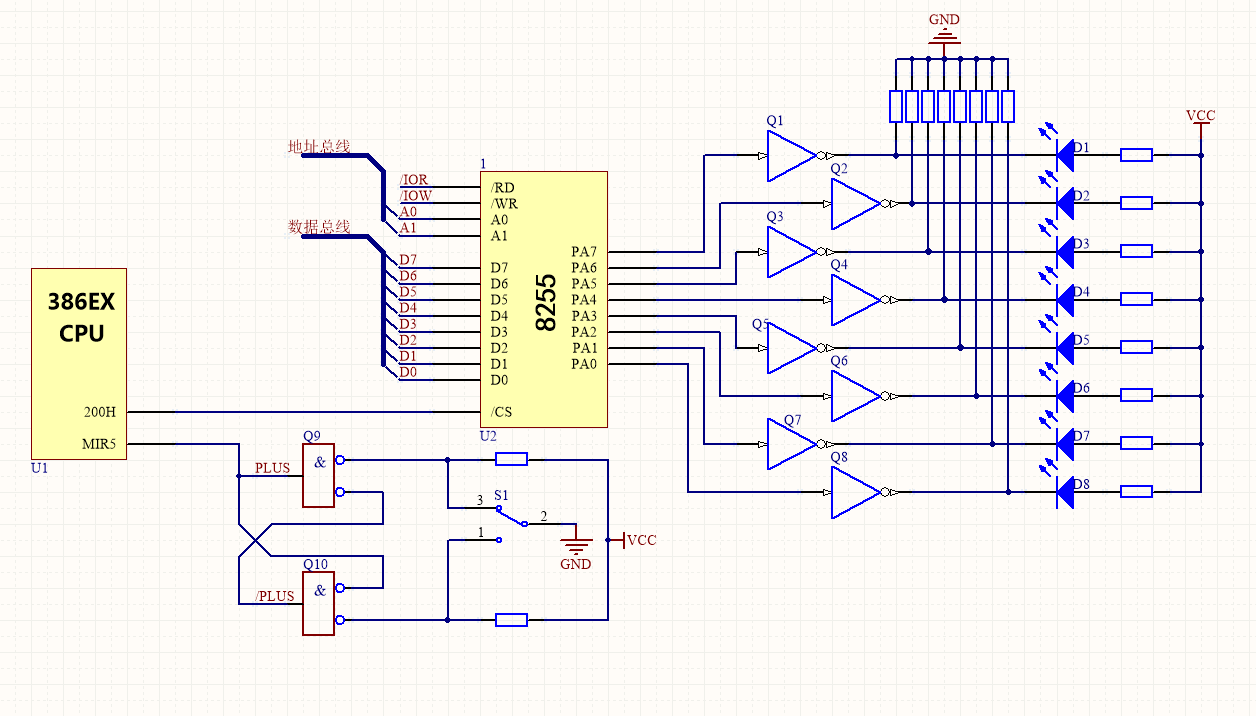 GND
VCC
Q1
Q2
Q3
Q4
Q5
Q6
Q7
Q8
D1
D2
D3
D4
D5
D6
D7
D8
地址总线
数据总线
/IOR
/IOW
A0
A1
D7
D6
D5
D4
D3
D2
D1
D0
1
/RD
/WR
A0
A1
D7
D6
D5
D4
D3
D2
D1
D0
/CS
8255
PA7
PA6
PA5
PA4
PA3
PA2
PA1
PA0
U2
386EX
CPU
200H
MIR5
U1
Q9
PLUS
&
Q10
/PLUS
&
S1
3
2
1
GND
VCC